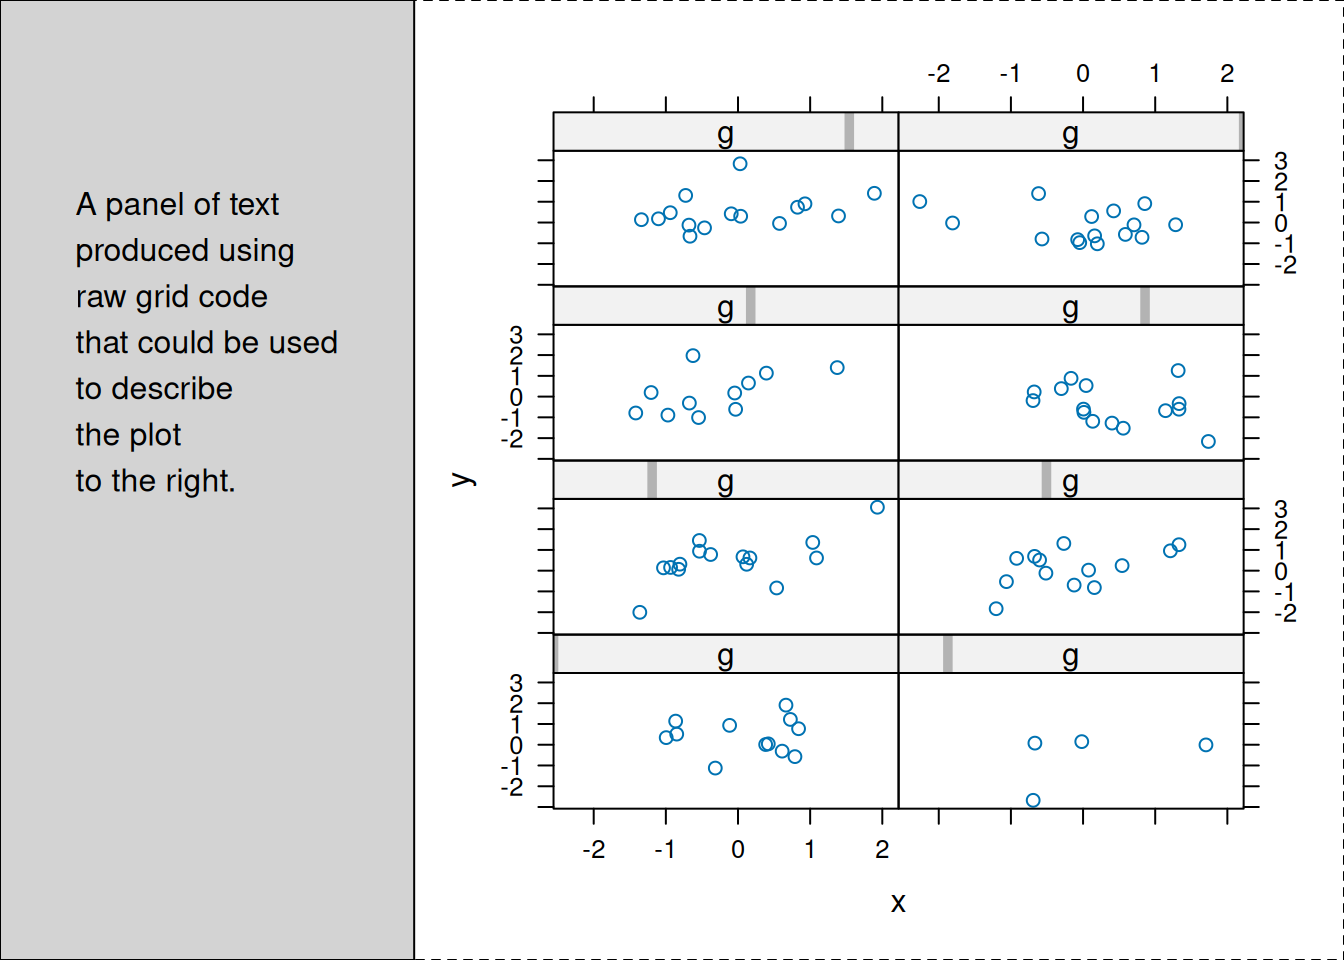 A panel of text
produced using
raw grid code
that could be used
to describe
the plot
to the right.
-2 -1 0 1 2
g g
3
2
1
0
-1
-2
g g
3
2
1
0
-1
-2
y
g g
3
2
1
0
-1
-2
g g
3
2
1
0
-1
-2
-2 -1 0 1 2
x